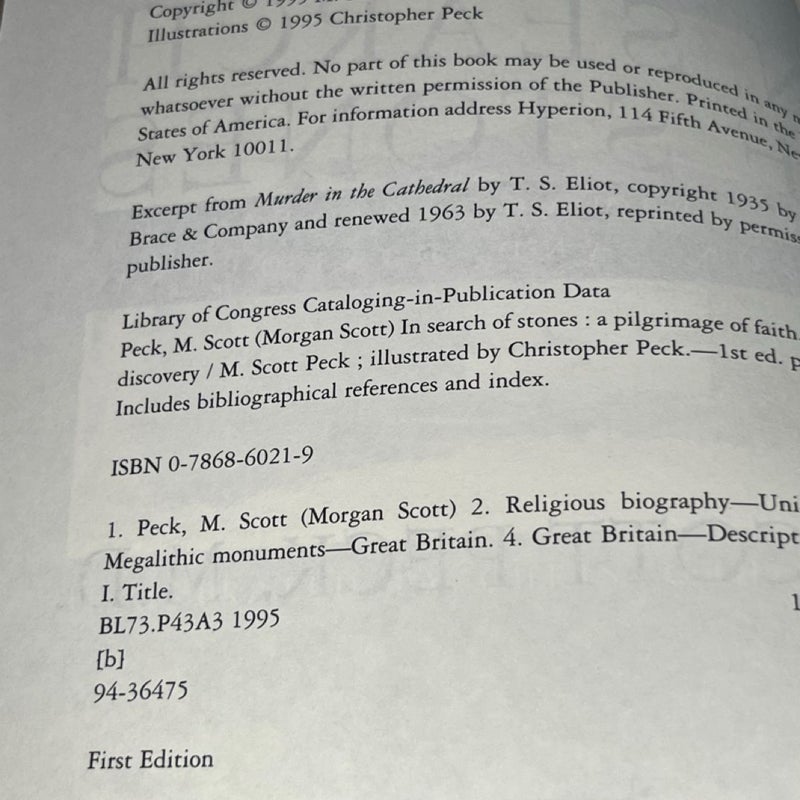 Copyright © 1995 M.
Illustrations © 1995 Christopher Peck
All rights reserved. No part of this book may be used or reproduced in any
whatsoever without the written permission of the Publisher. Printed in the
States of America. For information address Hyperion, 114 Fifth Avenue,
New York 10011.
Excerpt from Murder in the Cathedral by T. S. Eliot, copyright 1935 by
Brace & Company and renewed 1963 by T. S. Eliot, reprinted by
publisher.
Library of Congress Cataloging-in-Publication Data
Peck, M. Scott (Morgan Scott) In search of stones : a pilgrimage of faith
discovery / M. Scott Peck ; illustrated by Christopher Peck.—1st ed. p
Includes bibliographical references and index.
ISBN 0-7868-6021-9
1. Peck, M. Scott (Morgan Scott) 2. Religious biography—Uni
Megalithic monuments—Great Britain. 4. Great Britain—Descript
I. Title.
BL73.P43A3 1995
[b]
94-36475
First Edition